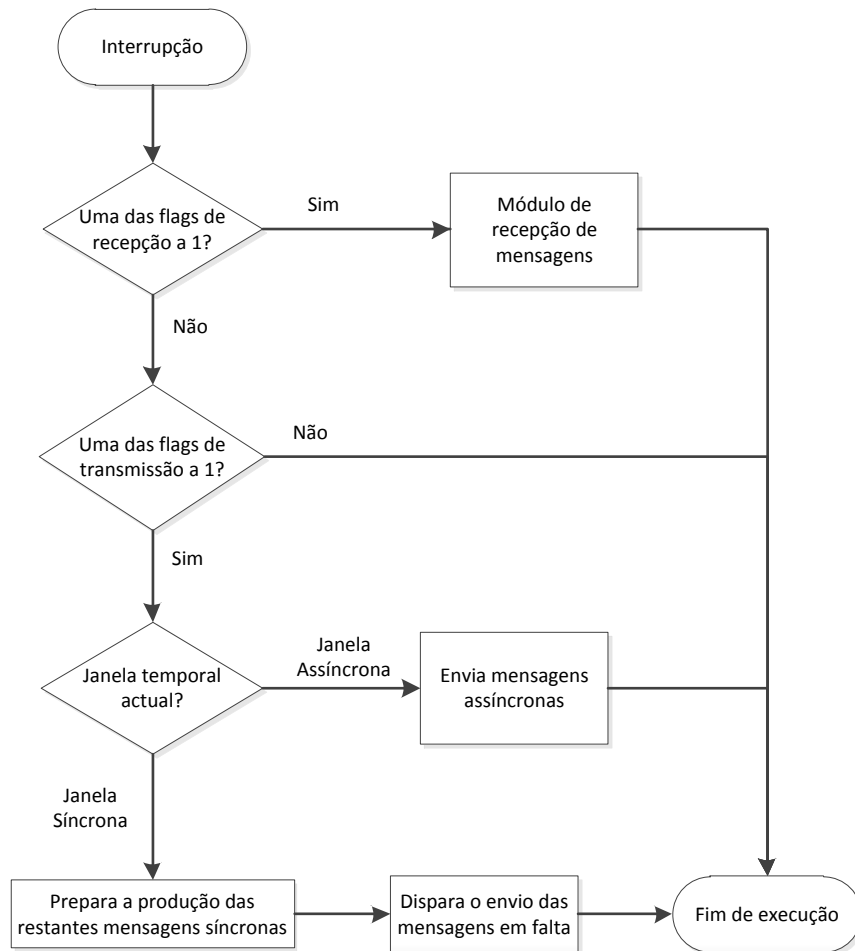 Interrupção
Uma das flags de
recepção a 1?
Sim
Módulo de
recepção de
mensagens
Não
Uma das flags de
transmissão a 1?
Não
Sim
Janela temporal
actual?
Janela
Assíncrona
Envia mensagens
assíncronas
Janela
Síncrona
Prepara a produção das
restantes mensagens síncronas
Dispara o envio das
mensagens em falta
Fim de execução